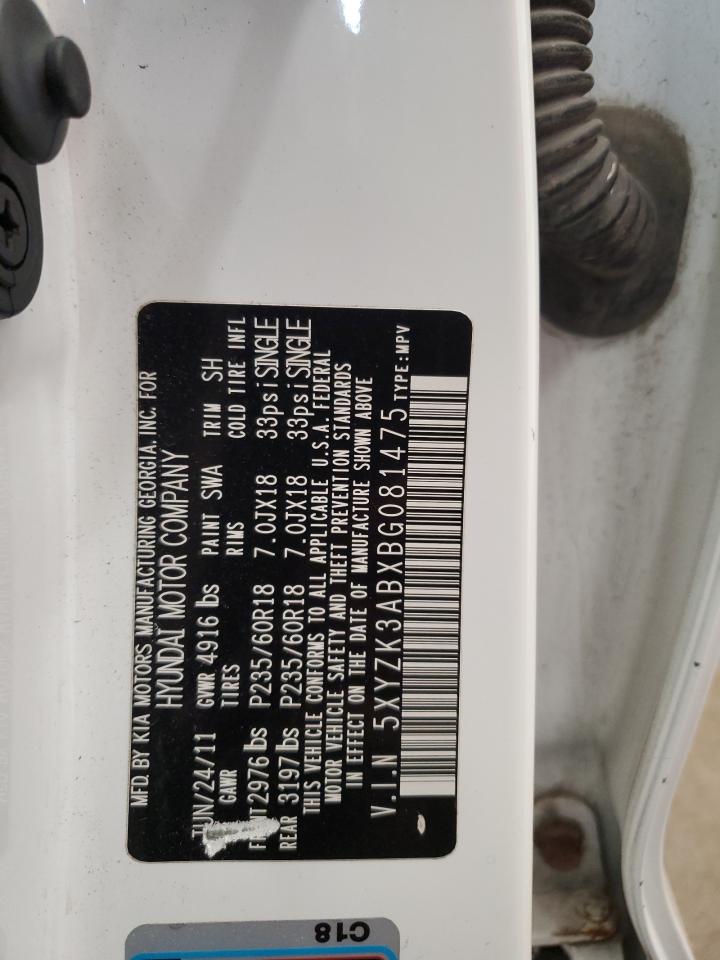 MFD. BY KIA MOTORS MANUFACTURING GEORGIA, INC. FOR
HYUNDAI MOTOR COMPANY
JUN/24/11 GVWR 4916 lbs PAINT SWA TRIM SH
GAWR TIRES RIMS COLD TIRE INFL
FRONT 2976 lbs P235/60R18 7.0JX18 33psi SINGLE
REAR 3197 lbs P235/60R18 7.0JX18 33psi SINGLE
THIS VEHICLE CONFORMS TO ALL APPLICABLE U.S.A. FEDERAL
MOTOR VEHICLE SAFETY AND THEFT PREVENTION STANDARDS
IN EFFECT ON THE DATE OF MANUFACTURE SHOWN ABOVE
V.I.N 5XYZK3ABXBG081475 TYPE:MPV
C18